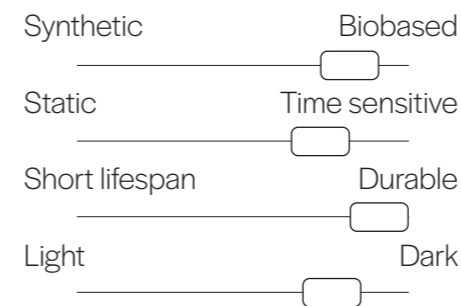 Synthetic Biobased
Static Time sensitive
Short lifespan Durable
Light Dark